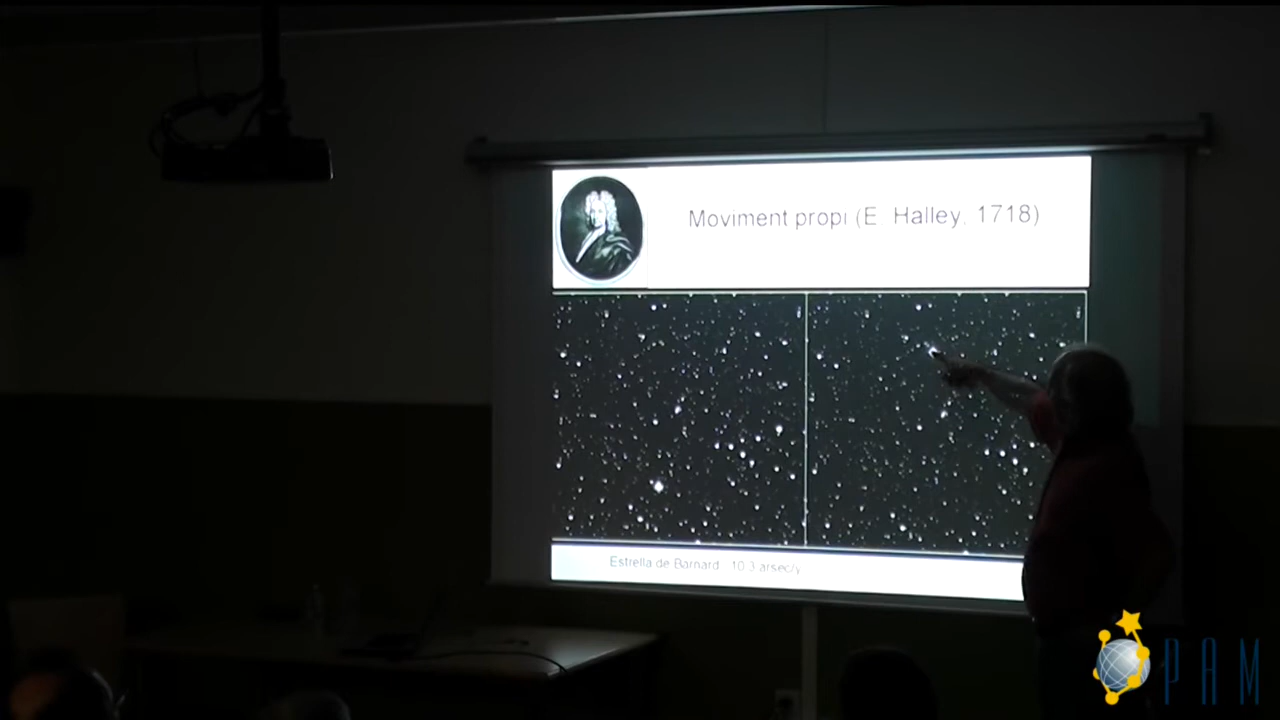 Moviment propi (E. Halley, 1718)
Estrella de Barnard 10.3 arsec/y
PAM